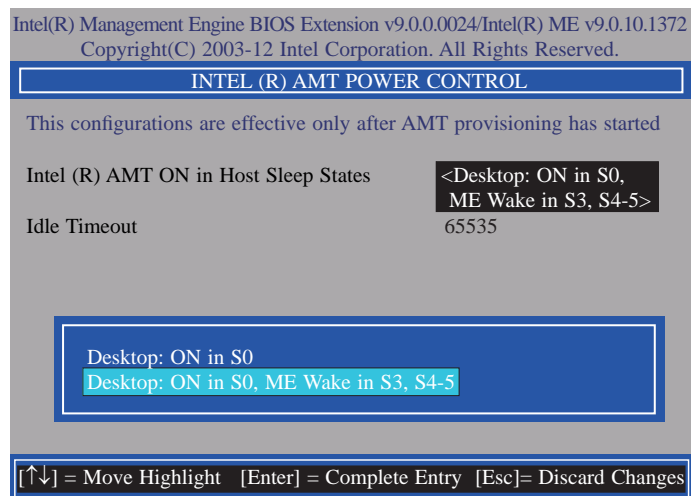 Intel(R) Management Engine BIOS Extension v9.0.0.0024/Intel(R) ME v9.0.10.1372
Copyright(C) 2003-12 Intel Corporation. All Rights Reserved.
INTEL (R) AMT POWER CONTROL
This configurations are effective only after AMT provisioning has started
Intel (R) AMT ON in Host Sleep States <Desktop: ON in S0,
ME Wake in S3, S4-5>
Idle Timeout 65535
Desktop: ON in S0
Desktop: ON in S0, ME Wake in S3, S4-5
[↑↓] = Move Highlight [Enter] = Complete Entry [Esc]= Discard Changes